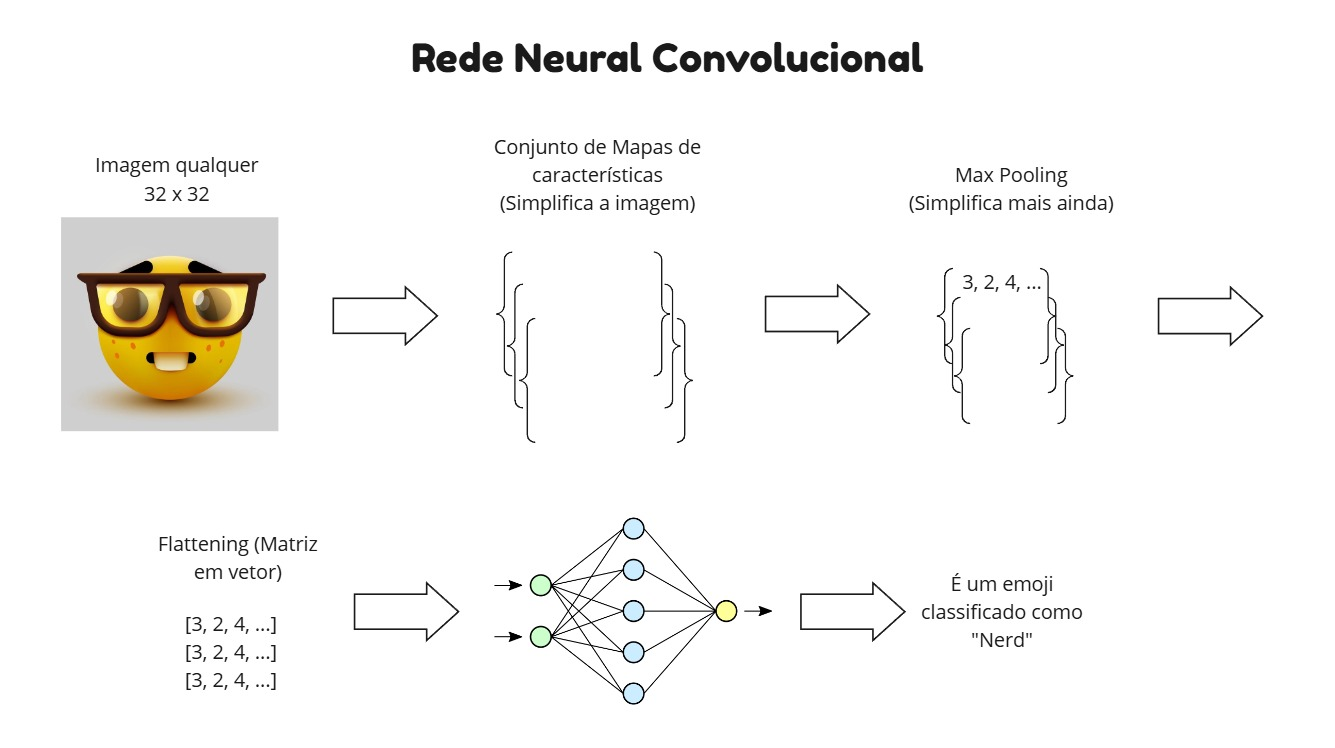 Rede Neural Convolucional
Imagem qualquer
32 x 32
Conjunto de Mapas de
características
(Simplifica a imagem)
Max Pooling
(Simplifica mais ainda)
3, 2, 4, ...
Flattening (Matriz
em vetor)
[3, 2, 4, ...]
[3, 2, 4, ...]
[3, 2, 4, ...]
É um emoji
classificado como
"Nerd"